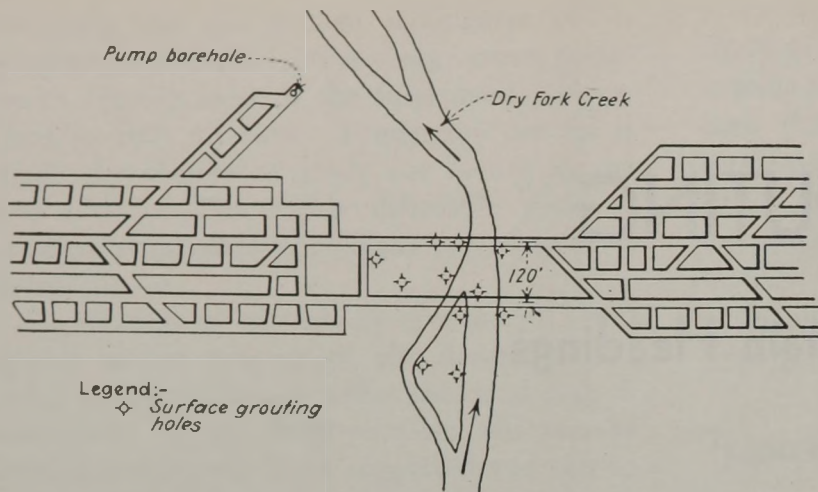 Pump borehole
Dry Fork Creek
120'
Legend:-
Surface grouting
holes